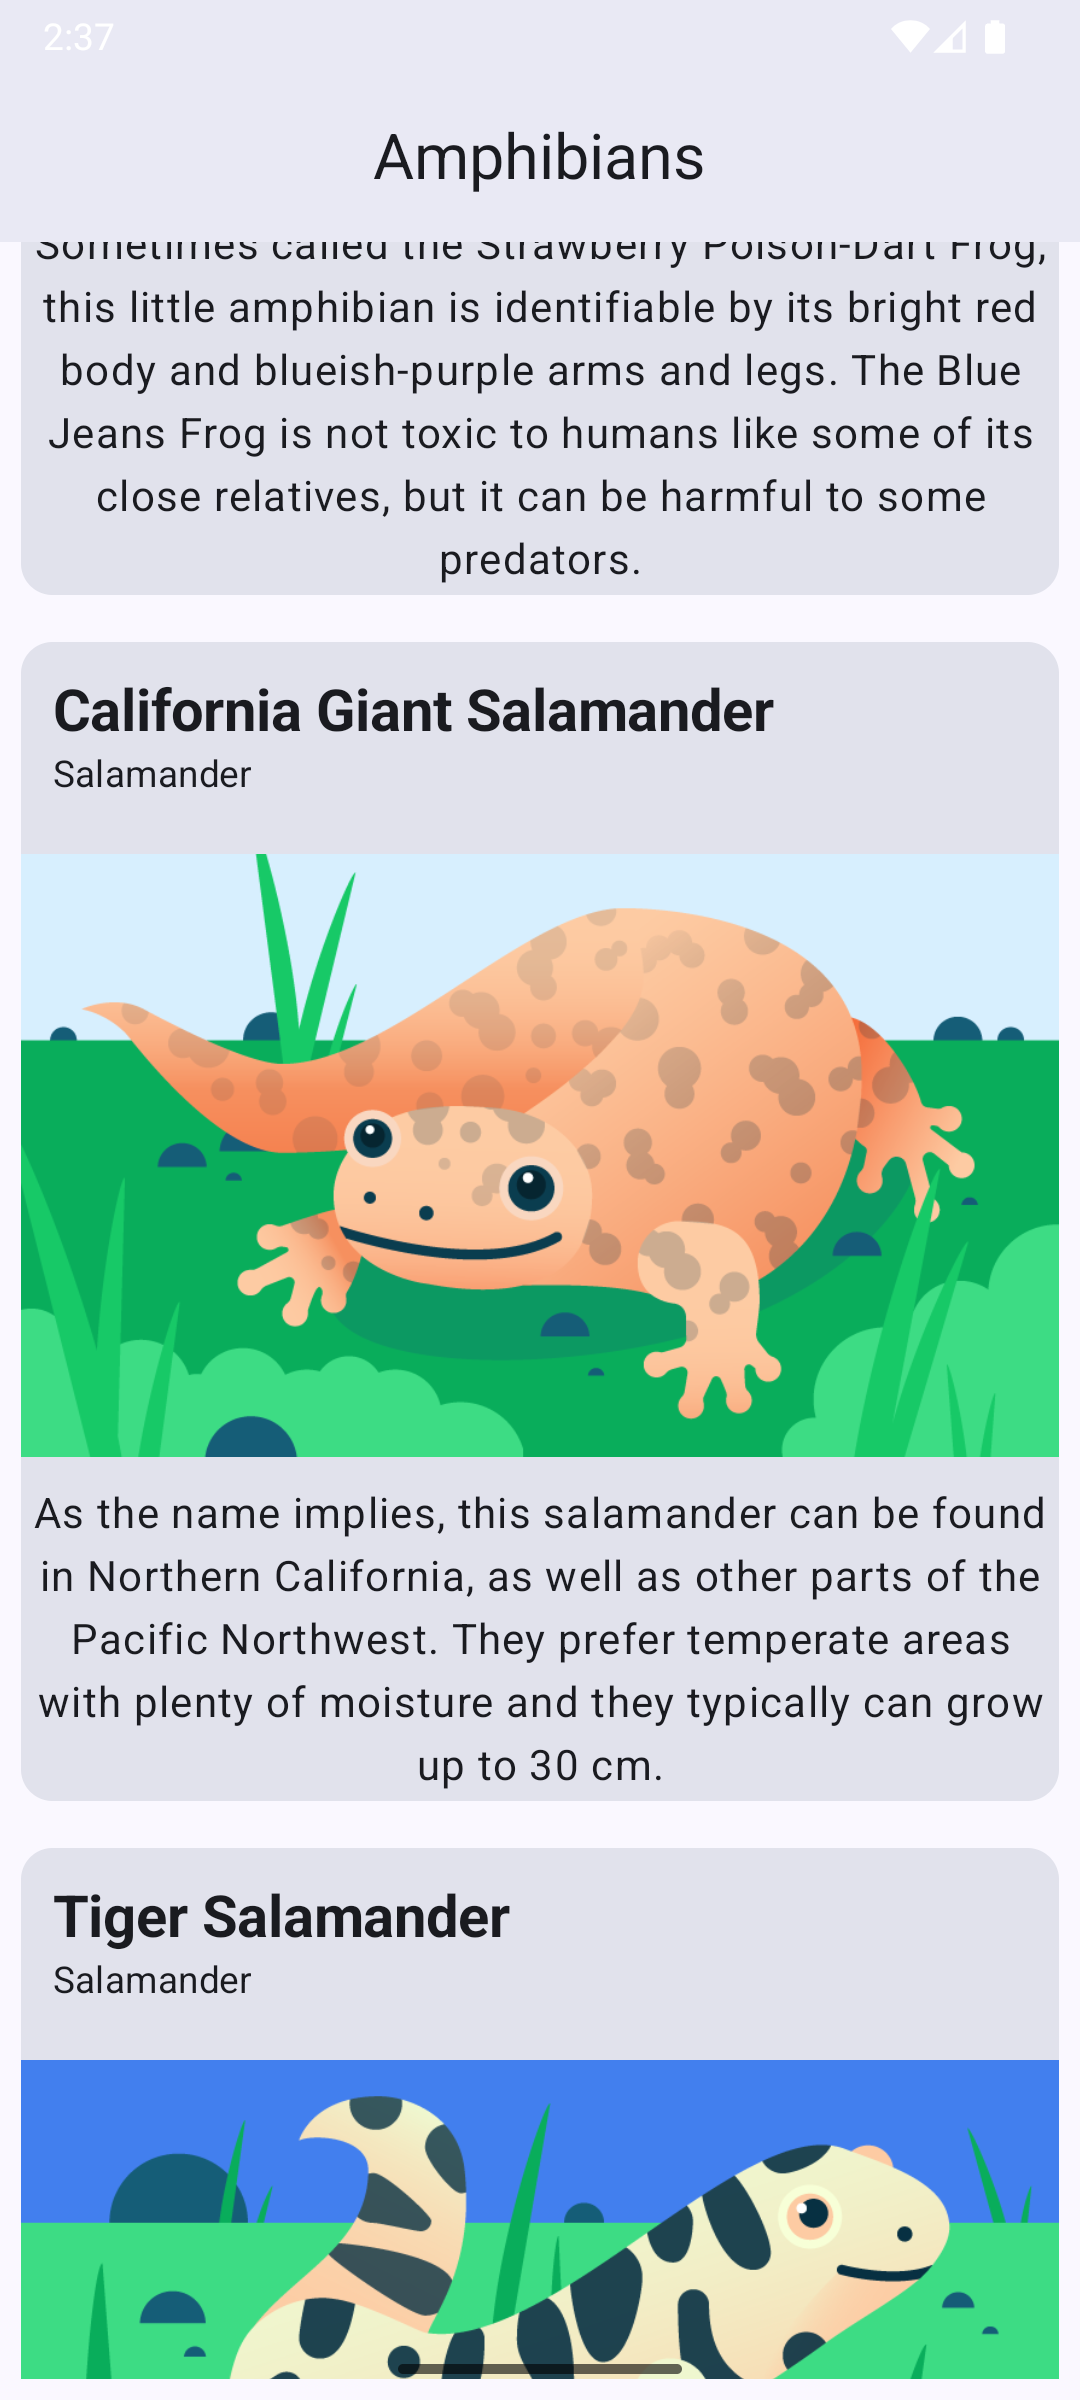 2:37
Amphibians
Sometimes called the Strawberry Poison-Dart Frog,
this little amphibian is identifiable by its bright red
body and blueish-purple arms and legs. The Blue
Jeans Frog is not toxic to humans like some of its
close relatives, but it can be harmful to some
predators.
California Giant Salamander
Salamander
As the name implies, this salamander can be found
in Northern California, as well as other parts of the
Pacific Northwest. They prefer temperate areas
with plenty of moisture and they typically can grow
up to 30 cm.
Tiger Salamander
Salamander